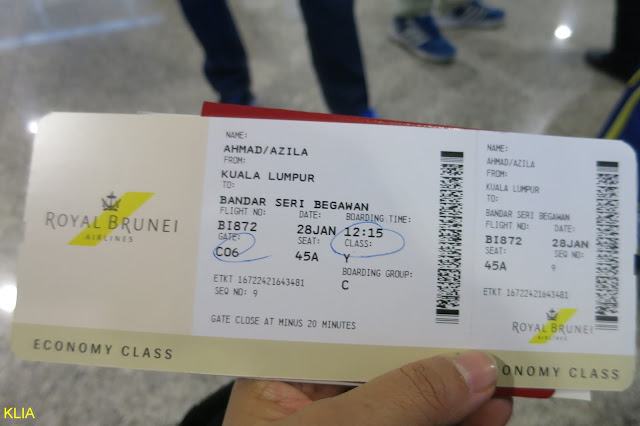 ROYAL BRUNEI
AIRLINES
ECONOMY CLASS
NAME:
AHMAD/AZILA
FROM:
KUALA LUMPUR
TO:
BANDAR SERI BEGAWAN
FLIGHT NO: DATE: BOARDING TIME:
BI872 28JAN 12:15
GATE: SEAT: CLASS:
C06 45A Y
BOARDING GROUP:
C
ETKT 16722421643481
SEQ NO: 9
GATE CLOSE AT MINUS 20 MINUTES
NAME:
AHMAD/AZILA
FROM:
KUALA LUMPUR
TO:
BANDAR SERI BEGAWAN
FLIGHT NO: DATE:
BI872 28JAN
SEAT: SEQ NO:
45A 9
ETKT 16722421643481
ROYAL BRUNEI
AIRLINES
ECONOMY CLASS
KLIA